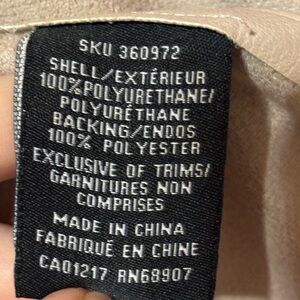 SKU 360972
SHELL/EXTÉRIEUR
100%POLYURETHANE/
POLYURÉTHANE
BACKING/ENDOS
100% POLYESTER
EXCLUSIVE OF TRIMS/
GARNITURES NON
COMPRISES
MADE IN CHINA
FABRIQUÉ EN CHINE
CA01217 RN68907